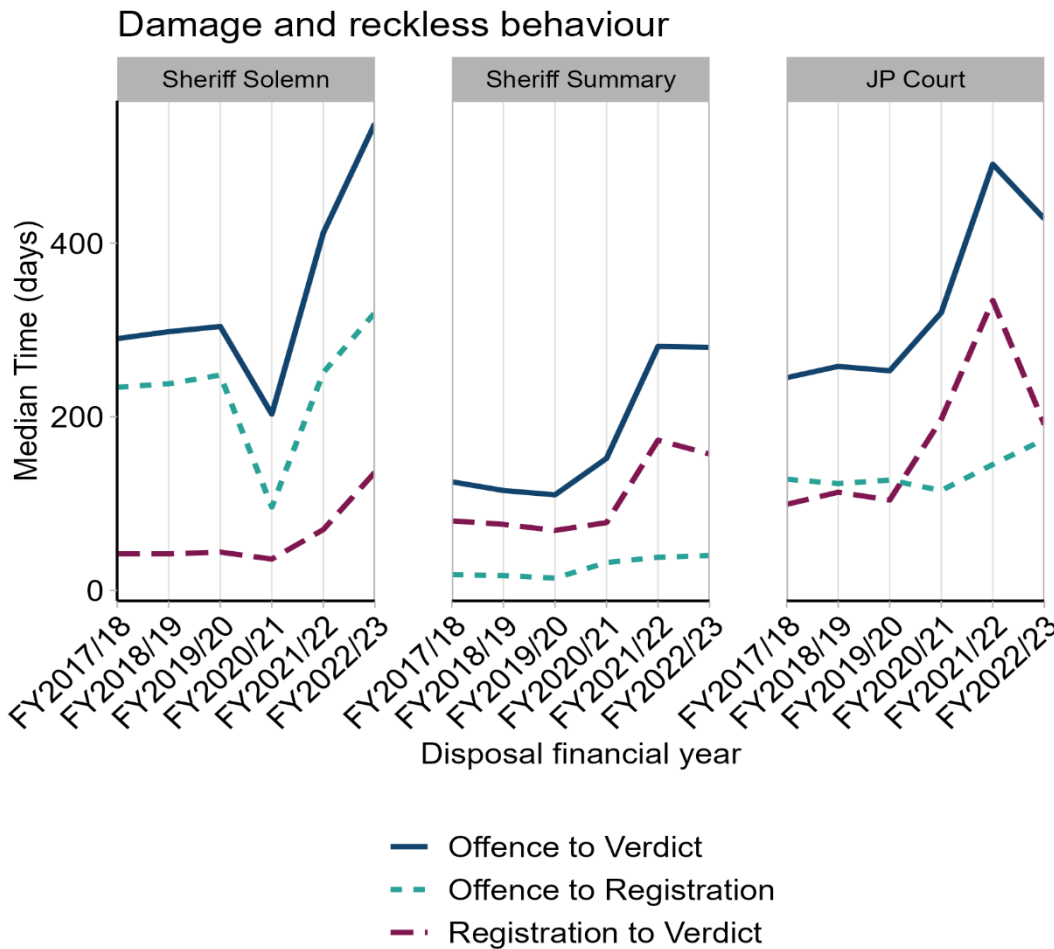 Damage and reckless behaviour
Sheriff Solemn
Sheriff Summary
JP Court
Median Time (days)
400
200
0
FY2017/18
FY2018/19
FY2019/20
FY2020/21
FY2021/22
FY2022/23
FY2017/18
FY2018/19
FY2019/20
FY2020/21
FY2021/22
FY2022/23
FY2017/18
FY2018/19
FY2019/20
FY2020/21
FY2021/22
FY2022/23
Disposal financial year
Offence to Verdict
Offence to Registration
Registration to Verdict